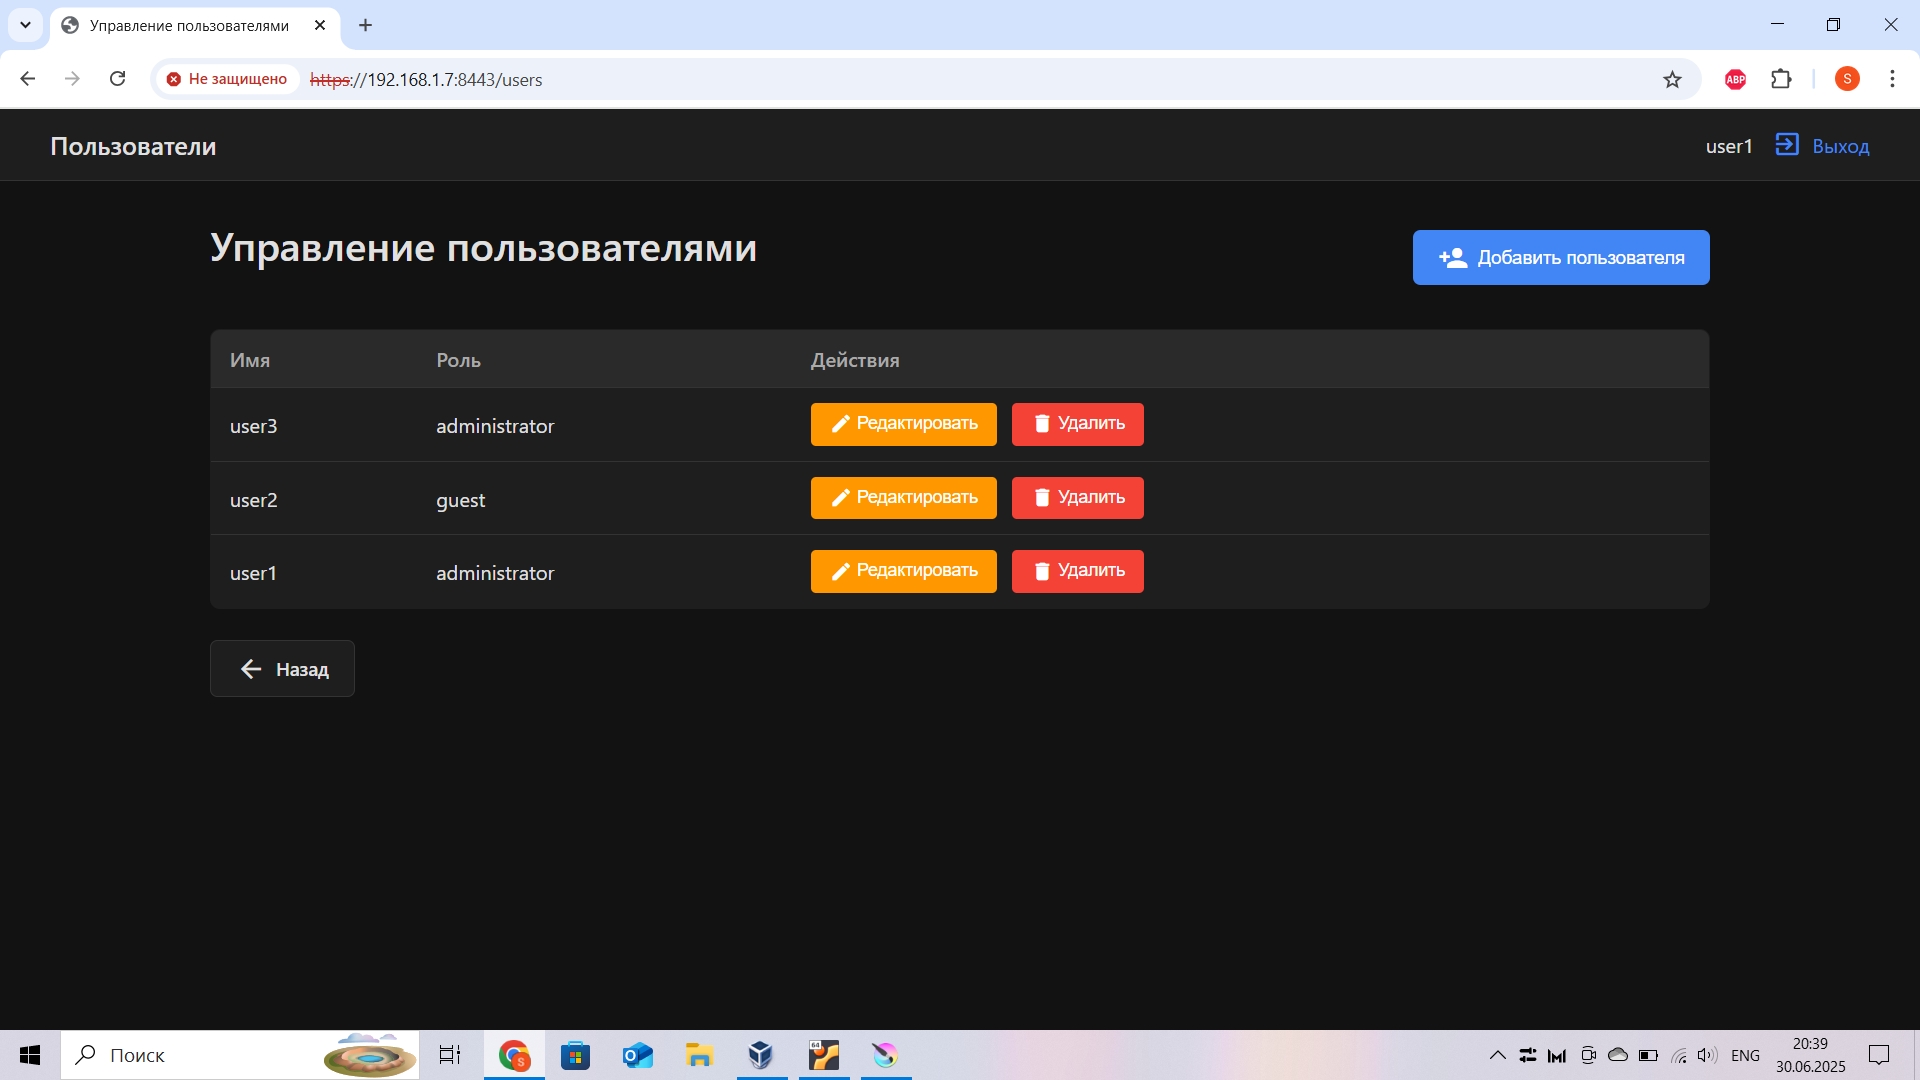 Управление пользователями
Не защищено https://192.168.1.7:8443/users
ABP
S
Пользователи
user1 Выход
Управление пользователями
Добавить пользователя
Имя Роль Действия
user3 administrator Редактировать Удалить
user2 guest Редактировать Удалить
user1 administrator Редактировать Удалить
Назад
Поиск
S
64
ENG
20:39
30.06.2025